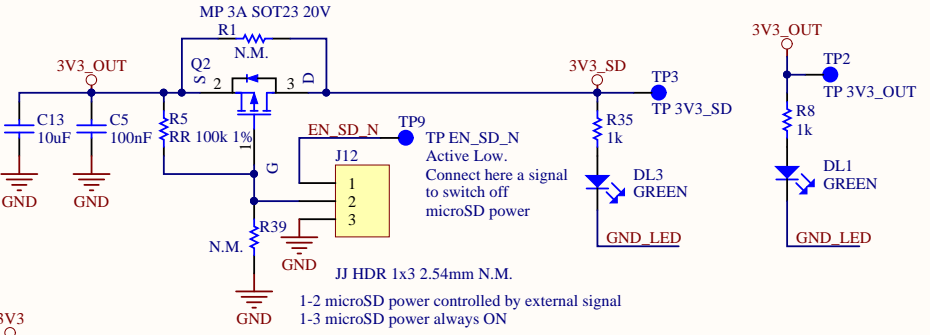 MP 3A SOT23 20V
R1
N.M.
3V3_OUT
Q2
S
2
3
D
3V3_SD
TP3
TP 3V3_SD
3V3_OUT
TP2
TP 3V3_OUT
C13
10uF
C5
100nF
R5
RR 100k 1%
1
G
EN_SD_N
TP9
TP EN_SD_N
Active Low.
Connect here a signal
to switch off
microSD power
J12
1
2
3
R35
1k
DL3
GREEN
R8
1k
DL1
GREEN
GND
GND
R39
N.M.
GND
GND
GND_LED
GND_LED
JJ HDR 1x3 2.54mm N.M.
1-2 microSD power controlled by external signal
1-3 microSD power always ON
3V3